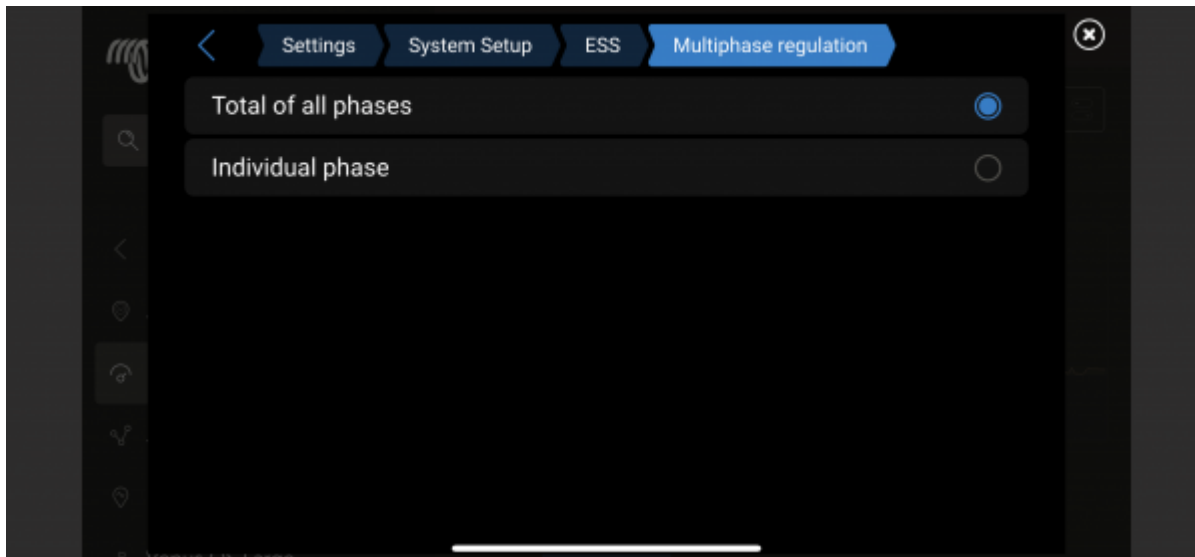 Settings System Setup ESS Multiphase regulation
Total of all phases
Individual phase